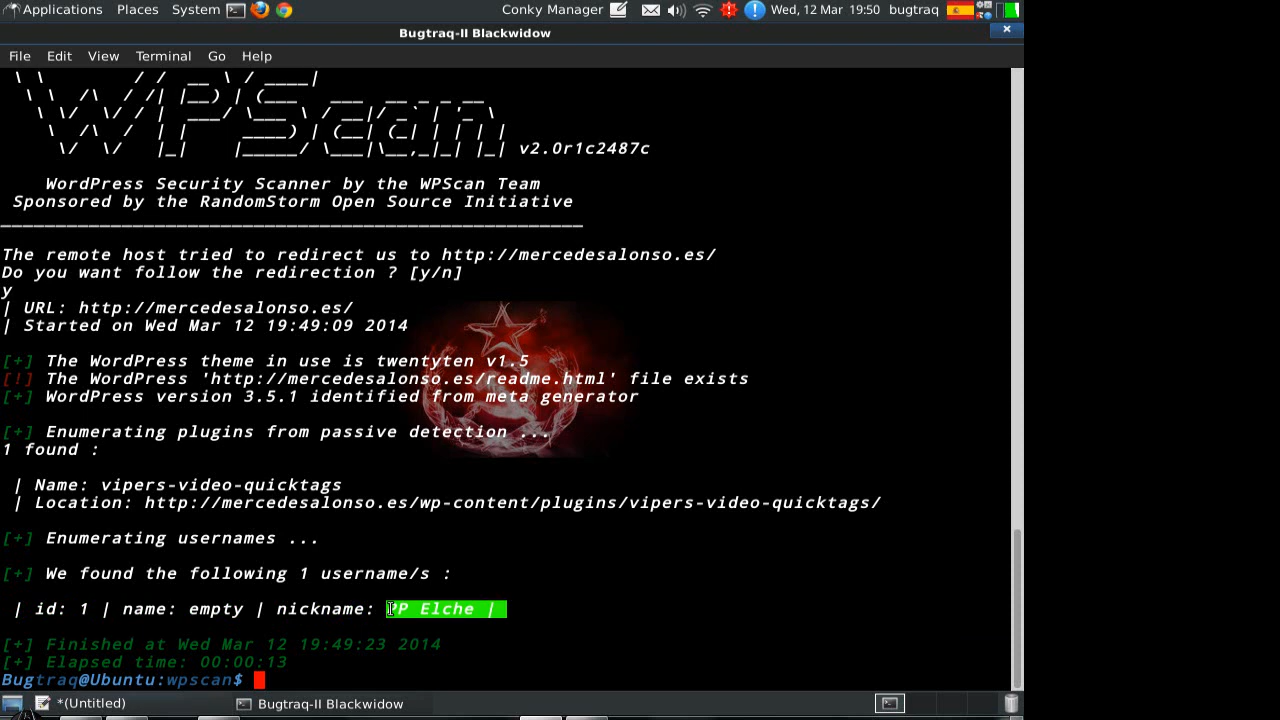 Applications Places System Conky Manager Wed, 12 Mar 19:50 bugtraq
Bugtraq-II Blackwidow
File Edit View Terminal Go Help
WPScan v2.0r1c2487c
WordPress Security Scanner by the WPScan Team
Sponsored by the RandomStorm Open Source Initiative
The remote host tried to redirect us to http://mercedesalonso.es/
Do you want follow the redirection ? [y/n]
y
| URL: http://mercedesalonso.es/
| Started on Wed Mar 12 19:49:09 2014
[+] The WordPress theme in use is twentyten v1.5
[!] The WordPress 'http://mercedesalonso.es/readme.html' file exists
[+] WordPress version 3.5.1 identified from meta generator
[+] Enumerating plugins from passive detection ...
1 found :
| Name: vipers-video-quicktags
| Location: http://mercedesalonso.es/wp-content/plugins/vipers-video-quicktags/
[+] Enumerating usernames ...
[+] We found the following 1 username/s :
| id: 1 | name: empty | nickname: PP Elche |
[+] Finished at Wed Mar 12 19:49:23 2014
[+] Elapsed time: 00:00:13
Bugtraq@Ubuntu:wpscan$
*(Untitled) Bugtraq-II Blackwidow